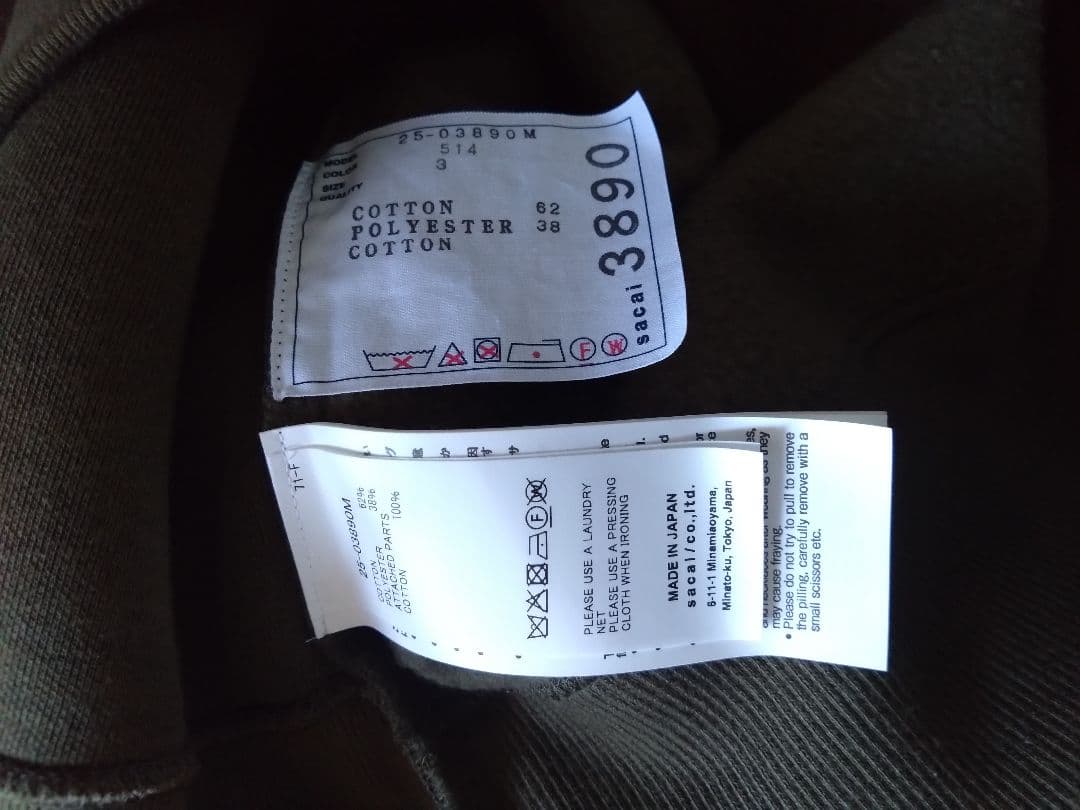 25-03890M
514
3
MODEL
COLOR
SIZE
QUALITY
COTTON 62
POLYESTER 38
COTTON
F
W
sacai 3890
71-F
25-03890M
COTTON 62%
POLYESTER 38%
ATTACHED PARTS
COTTON 100%
F W
PLEASE USE A LAUNDRY
NET
PLEASE USE A PRESSING
CLOTH WHEN IRONING
MADE IN JAPAN
sacai/co.,ltd.
6-11-1 Minamiaoyama,
Minato-ku, Tokyo, Japan
may cause fraying.
• Please do not try to pull to remove
the pilling, carefully remove with a
small scissors etc.